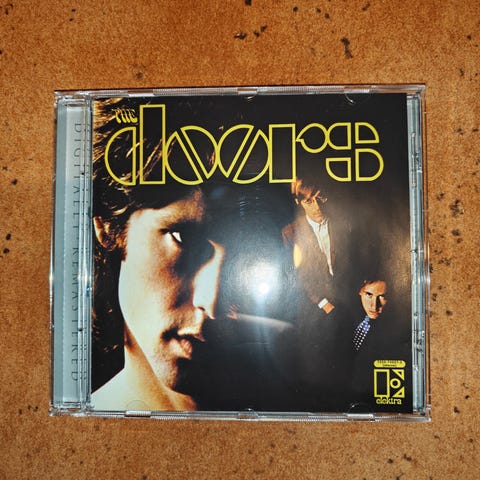 THE
doors
DIGITALLY REMASTERED
elektra